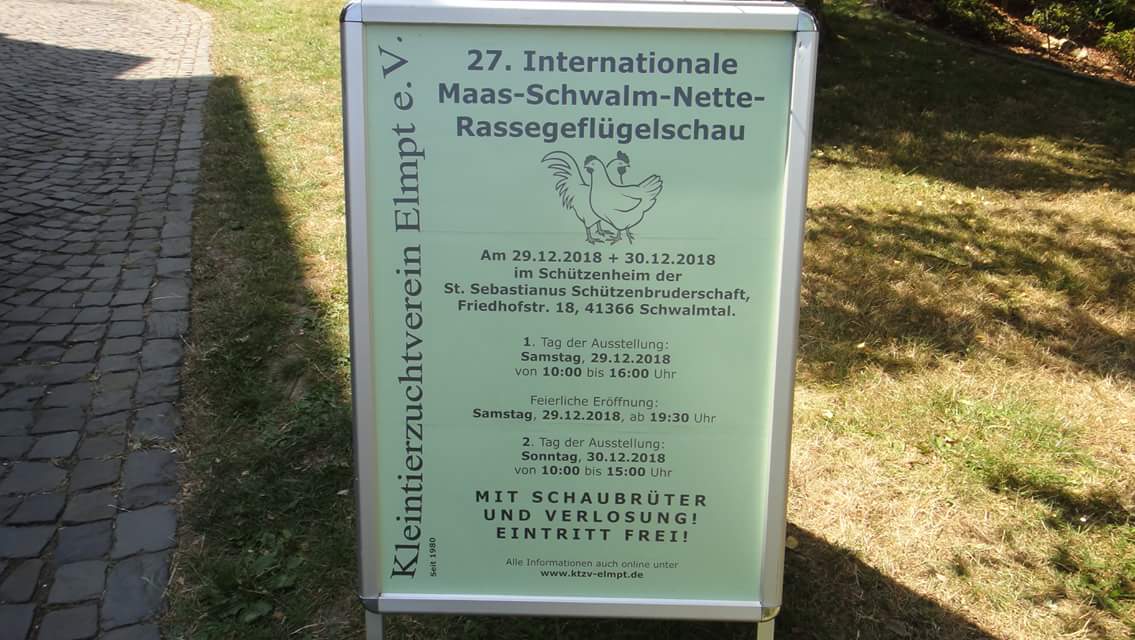 Kleintierzuchtverein Elmpt e.V.
Seit 1980
27. Internationale
Maas-Schwalm-Nette-
Rassegeflügelschau
Am 29.12.2018 + 30.12.2018
im Schützenheim der
St. Sebastianus Schützenbruderschaft,
Friedhofstr. 18, 41366 Schwalmtal.
1. Tag der Ausstellung:
Samstag, 29.12.2018
von 10:00 bis 16:00 Uhr
Feierliche Eröffnung:
Samstag, 29.12.2018, ab 19:30 Uhr
2. Tag der Ausstellung:
Sonntag, 30.12.2018
von 10:00 bis 15:00 Uhr
MIT SCHAUBRÜTER
UND VERLOSUNG!
EINTRITT FREI!
Alle Informationen auch online unter
www.ktzv-elmpt.de